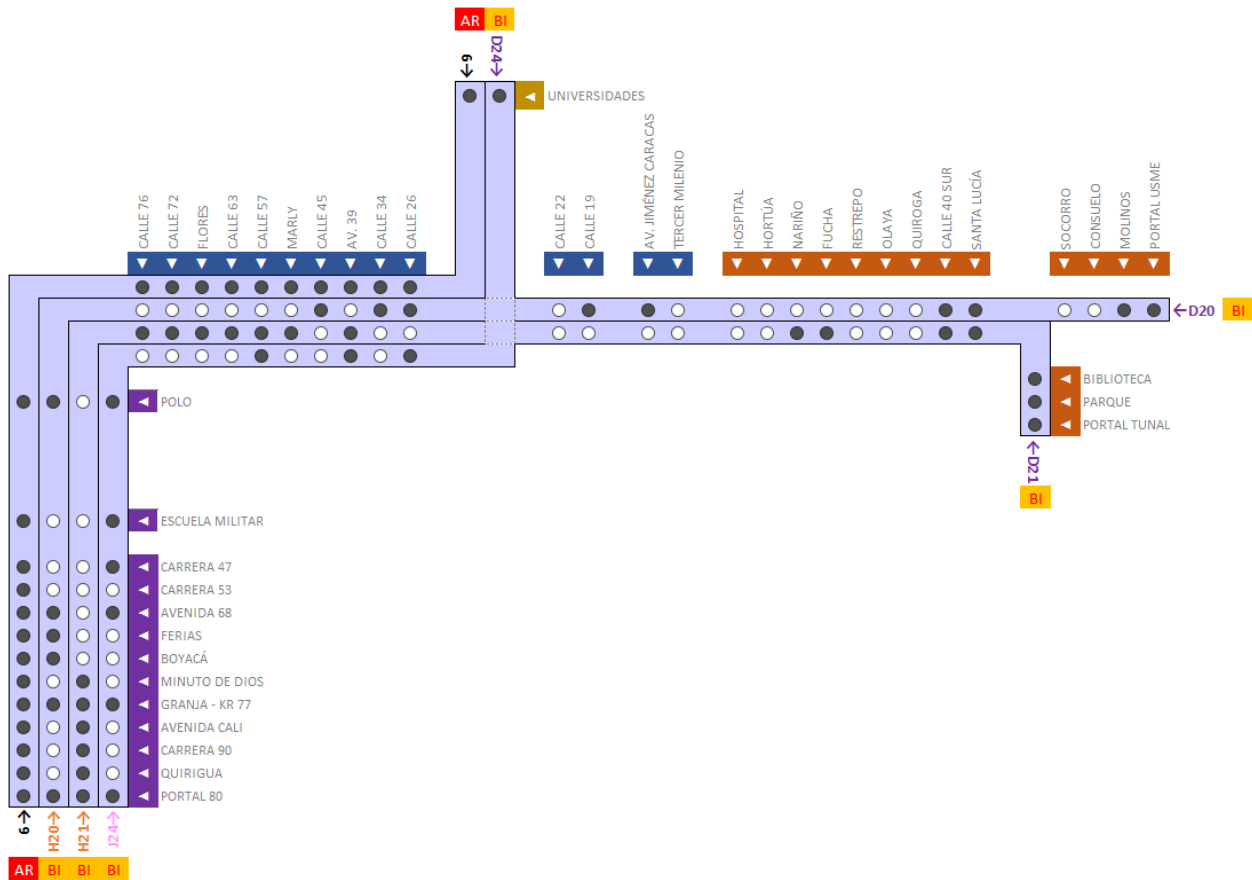 AR BI
6→
D24→
UNIVERSIDADES
CALLE 76
CALLE 72
FLORES
CALLE 63
CALLE 57
MARLY
CALLE 45
AV. 39
CALLE 34
CALLE 26
CALLE 22
CALLE 19
AV. JIMÉNEZ CARACAS
TERCER MILENIO
HOSPITAL
HORTÚA
NARIÑO
FUCHA
RESTREPO
OLAYA
QUIROGA
CALLE 40 SUR
SANTA LUCÍA
SOCORRO
CONSUELO
MOLINOS
PORTAL USME
←D20 BI
BIBLIOTECA
PARQUE
PORTAL TUNAL
←D21
BI
POLO
ESCUELA MILITAR
CARRERA 47
CARRERA 53
AVENIDA 68
FERIAS
BOYACÁ
MINUTO DE DIOS
GRANJA - KR 77
AVENIDA CALI
CARRERA 90
QUIRIGUA
PORTAL 80
6→
H20→
H21→
J24→
AR BI BI BI